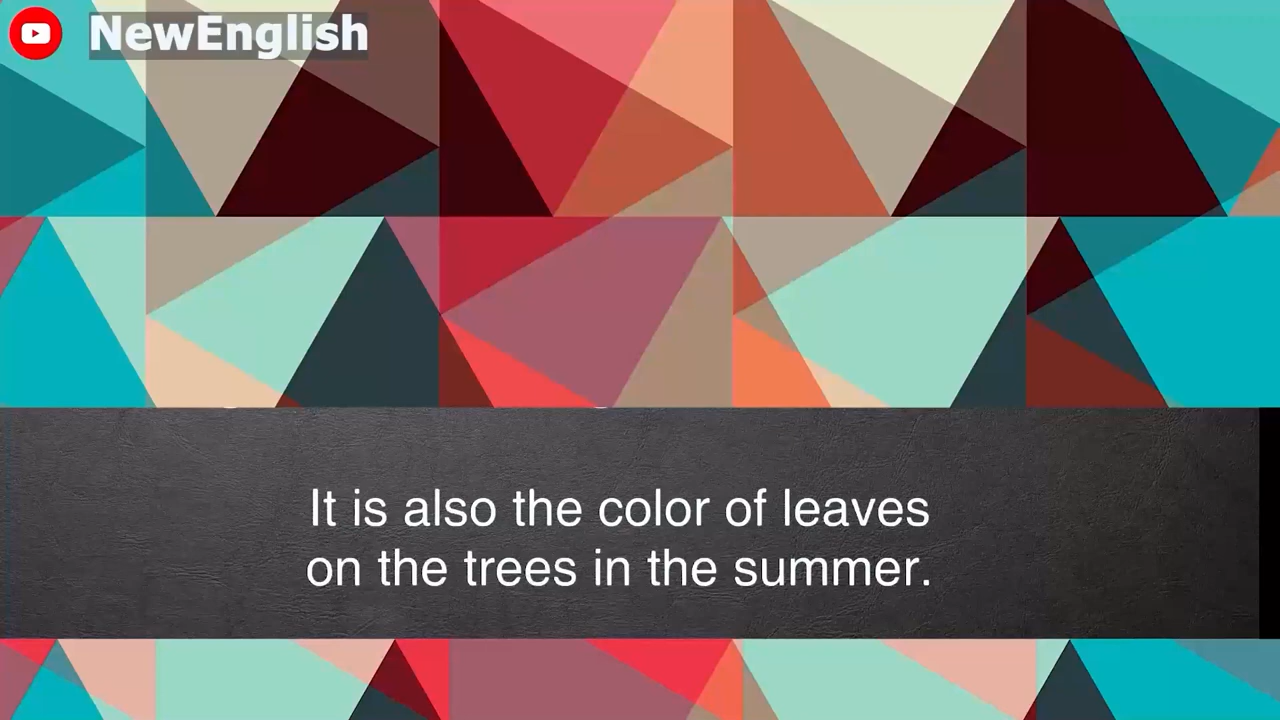 NewEnglish
It is also the color of leaves
on the trees in the summer.